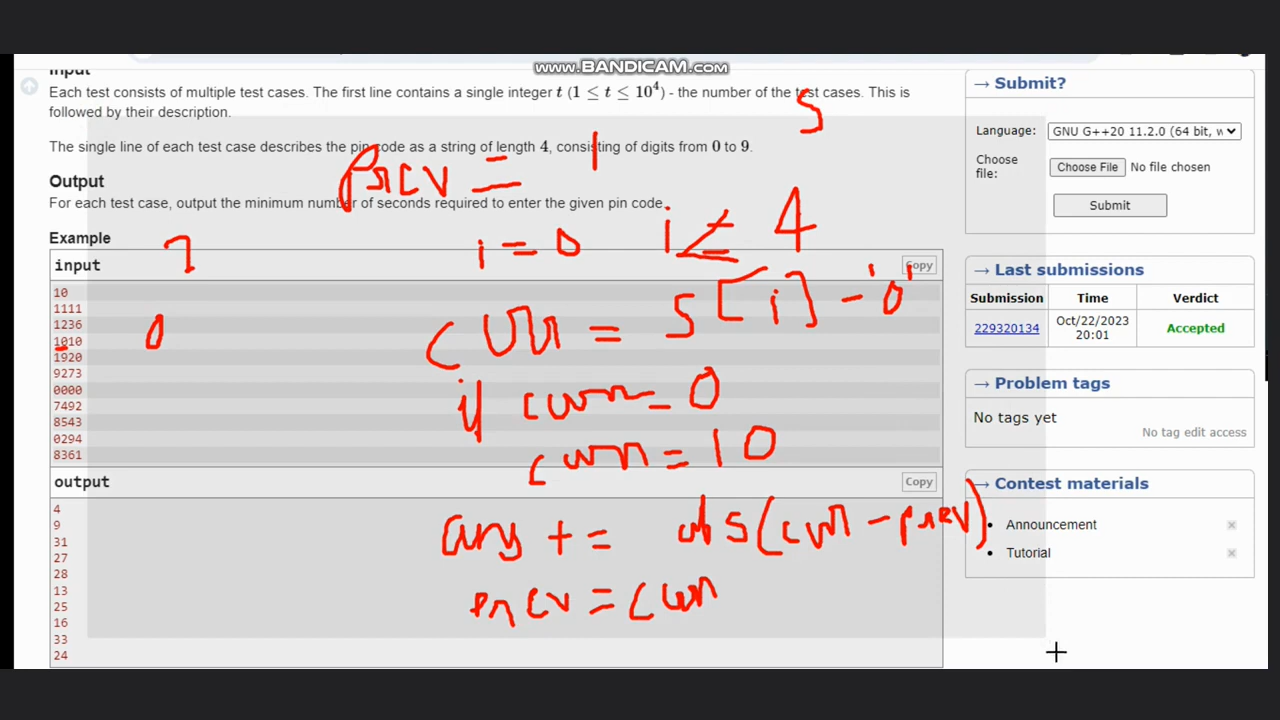 www.BANDICAM.com
Input
Each test consists of multiple test cases. The first line contains a single integer t (1 ≤ t ≤ 10^4) - the number of the test cases. This is
followed by their description.
The single line of each test case describes the pin code as a string of length 4, consisting of digits from 0 to 9.
Output
For each test case, output the minimum number of seconds required to enter the given pin code.
Example
input
Copy
10
1111
1236
1010
1920
9273
0000
7492
8543
0294
8361
output
Copy
4
9
31
27
28
13
25
16
33
24
S
prev = 1
i = 0 i ≤ 4
curr = s[i] - '0'
if curr = 0
curr = 10
ans += abs(curr - prev)
prev = curr
0
→ Submit?
Language:
GNU G++20 11.2.0 (64 bit, w
Choose file:
Choose File No file chosen
Submit
→ Last submissions
Submission Time Verdict
229320134 Oct/22/2023 20:01 Accepted
→ Problem tags
No tags yet
No tag edit access
→ Contest materials
Announcement
Tutorial